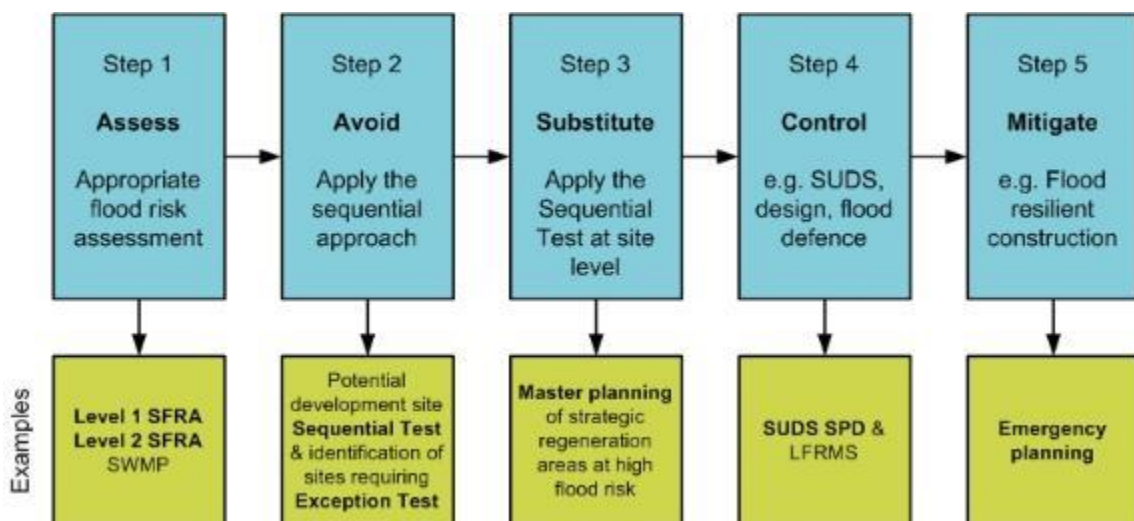 Step 1
Assess
Appropriate
flood risk
assessment
Step 2
Avoid
Apply the
sequential
approach
Step 3
Substitute
Apply the
Sequential
Test at site
level
Step 4
Control
e.g. SUDS,
design, flood
defence
Step 5
Mitigate
e.g. Flood
resilient
construction
Examples
Level 1 SFRA
Level 2 SFRA
SWMP
Potential
development site
Sequential Test
& identification of
sites requiring
Exception Test
Master planning
of strategic
regeneration
areas at high
flood risk
SUDS SPD &
LFRMS
Emergency
planning